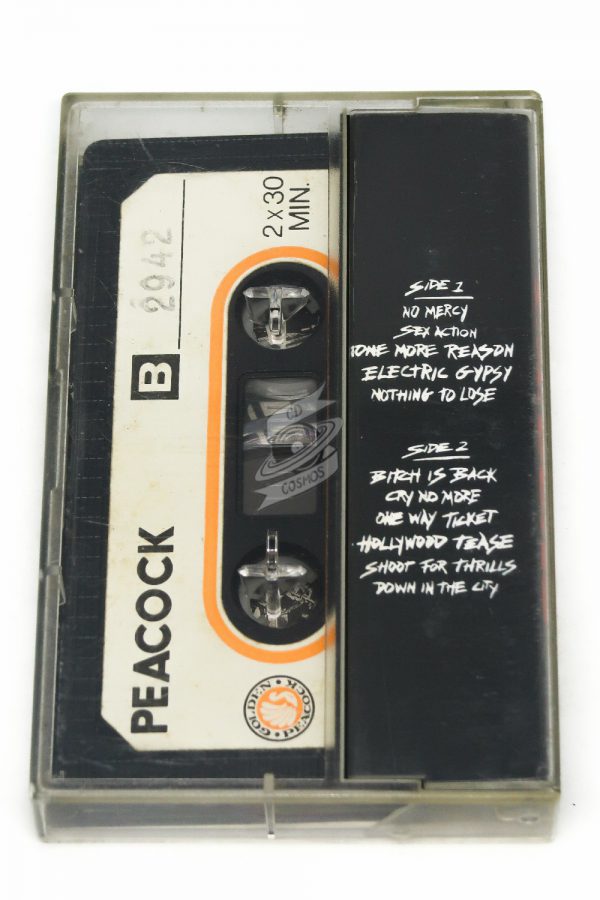 PEACOCK
B 2942
2 x 30
MIN.
GOLDEN • PEACOCK •
CD
COSMOS
SIDE 1
NO MERCY
SEX ACTION
ONE MORE REASON
ELECTRIC GYPSY
NOTHING TO LOSE
SIDE 2
BITCH IS BACK
CRY NO MORE
ONE WAY TICKET
HOLLYWOOD TEASE
SHOOT FOR THRILLS
DOWN IN THE CITY